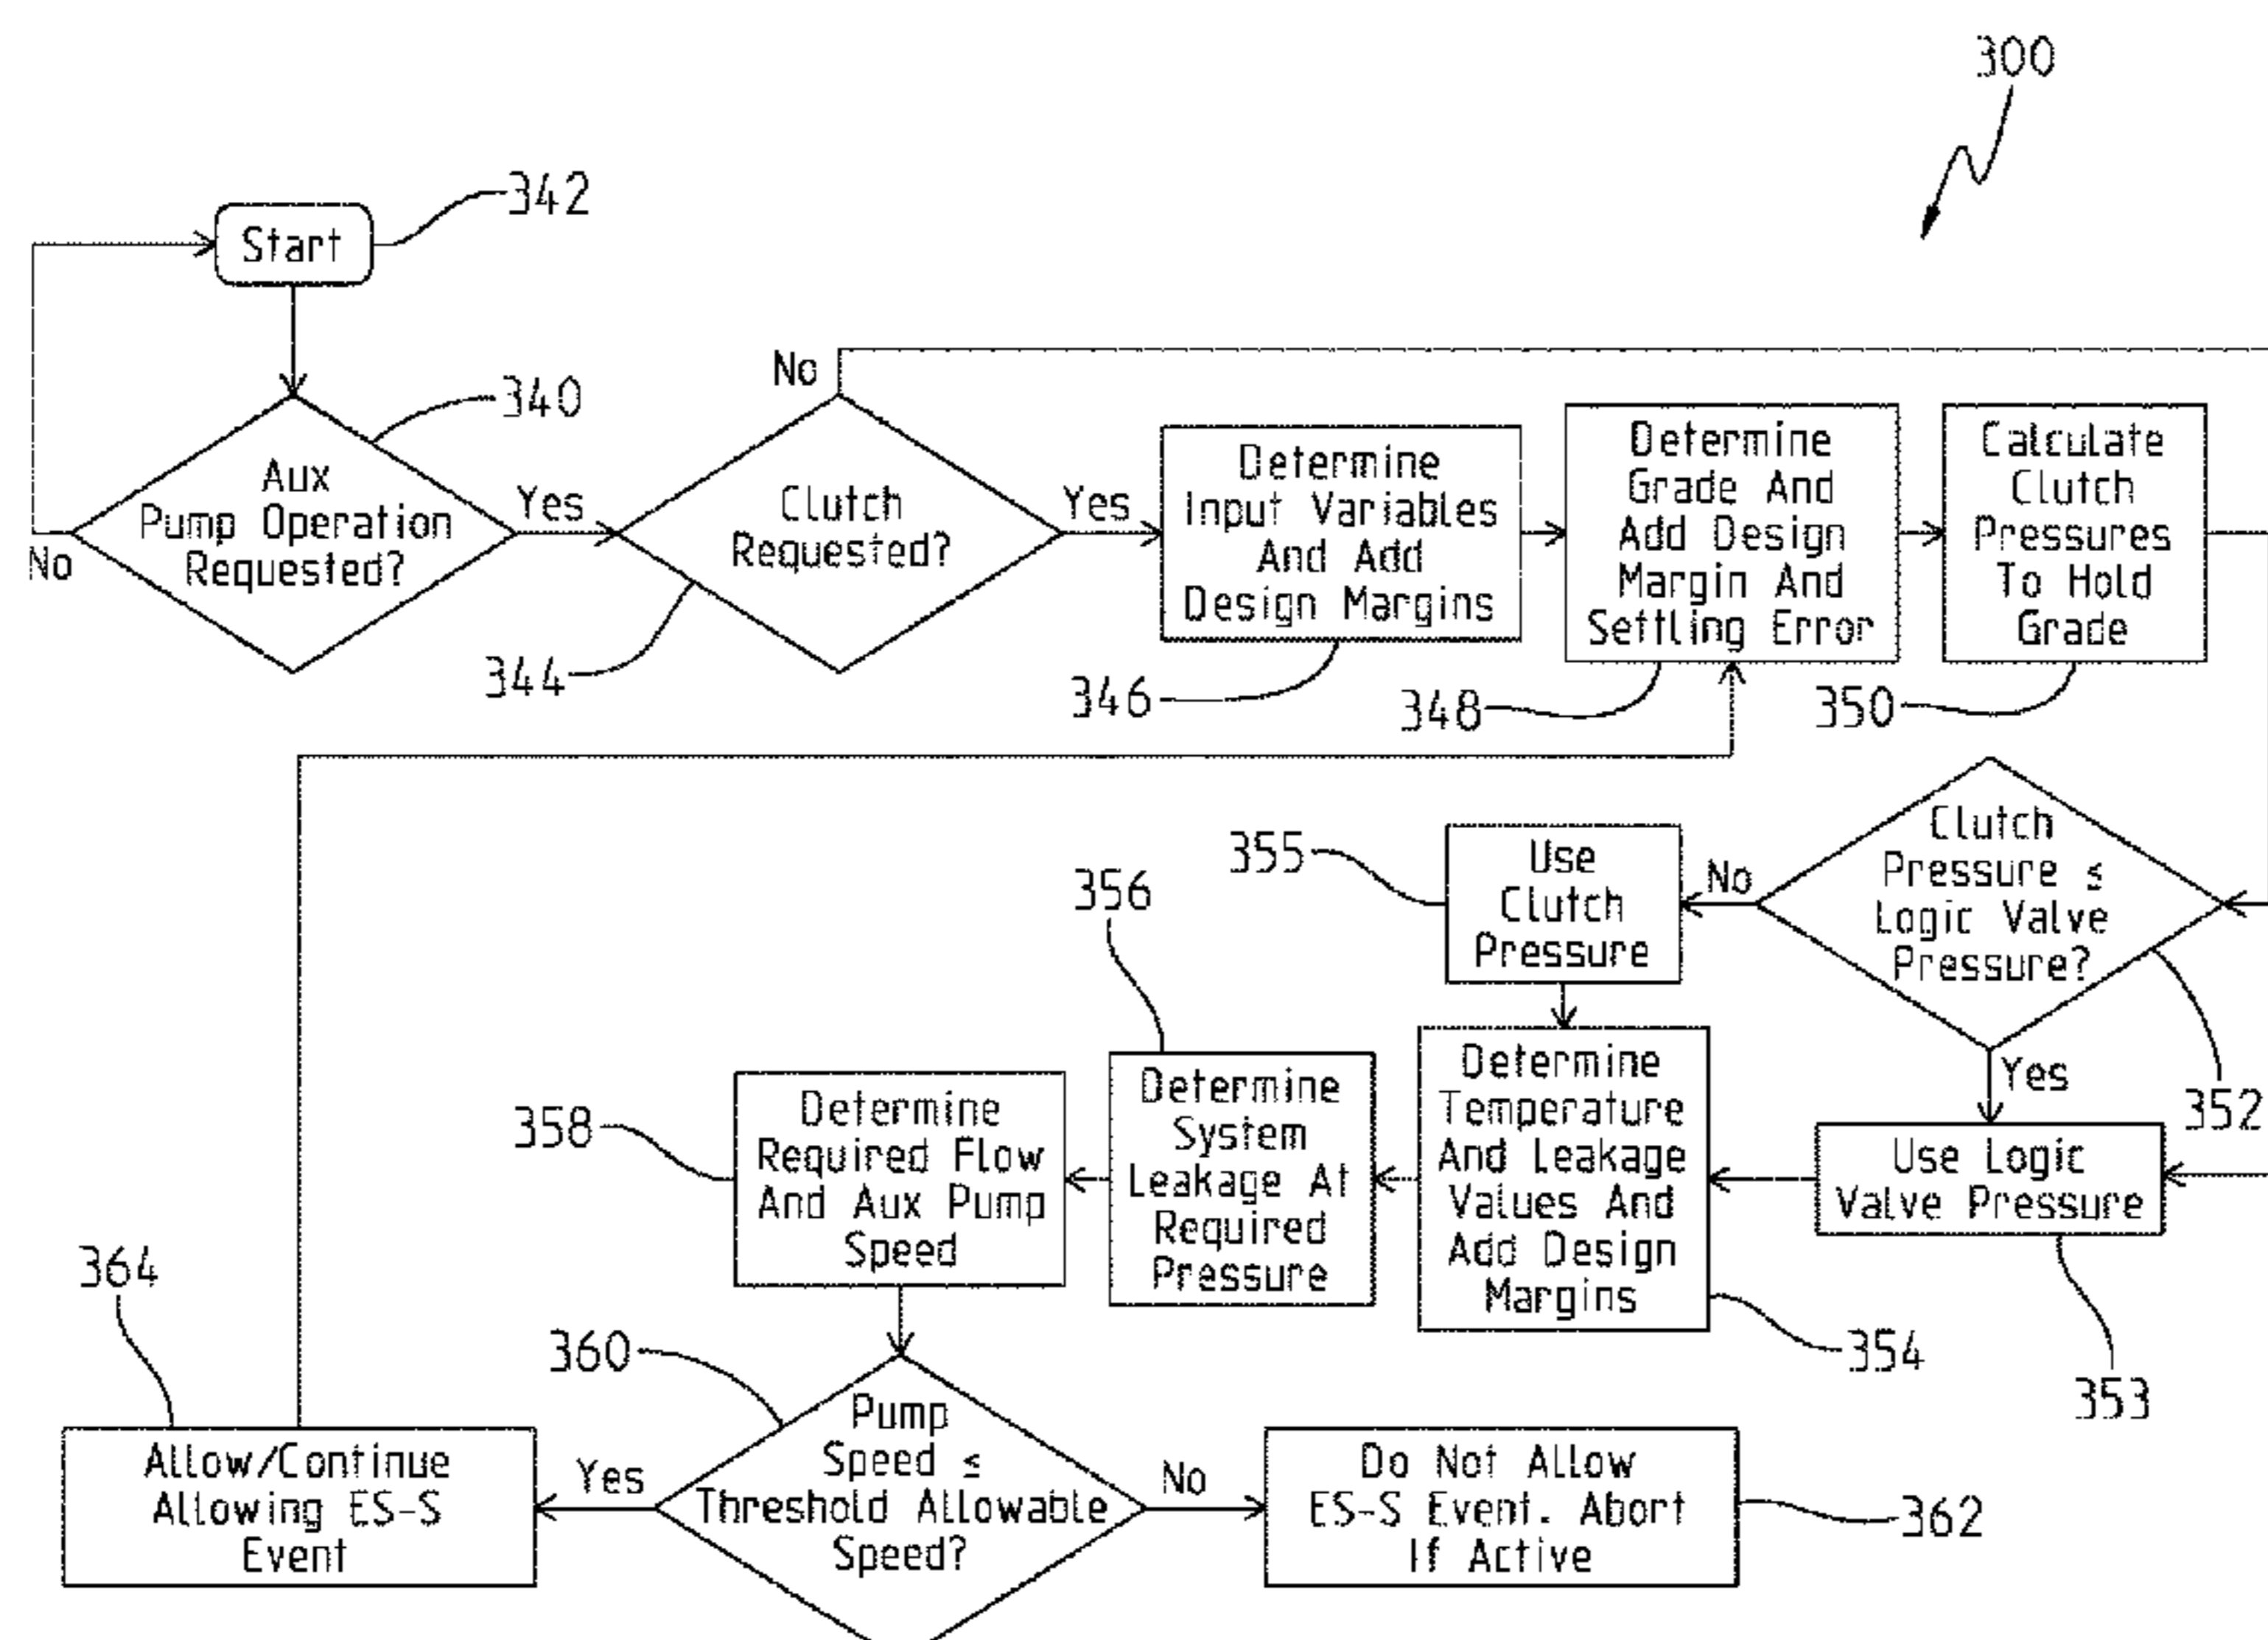 300
342
Start
340
Aux
Pump Operation
Requested?
No
Yes
344
Clutch
Requested?
No
Yes
Determine
Input Variables
And Add
Design Margins
346
Determine
Grade And
Add Design
Margin And
Settling Error
348
Calculate
Clutch
Pressures
To Hold
Grade
350
Clutch
Pressure ≤
Logic Valve
Pressure?
352
No
Yes
355
Use
Clutch
Pressure
Use Logic
Valve Pressure
353
Determine
Temperature
And Leakage
Values And
Add Design
Margins
354
356
Determine
System
Leakage At
Required
Pressure
358
Determine
Required Flow
And Aux Pump
Speed
360
Pump
Speed ≤
Threshold Allowable
Speed?
Yes
No
364
Allow/Continue
Allowing ES-S
Event
Do Not Allow
ES-S Event. Abort
If Active
362